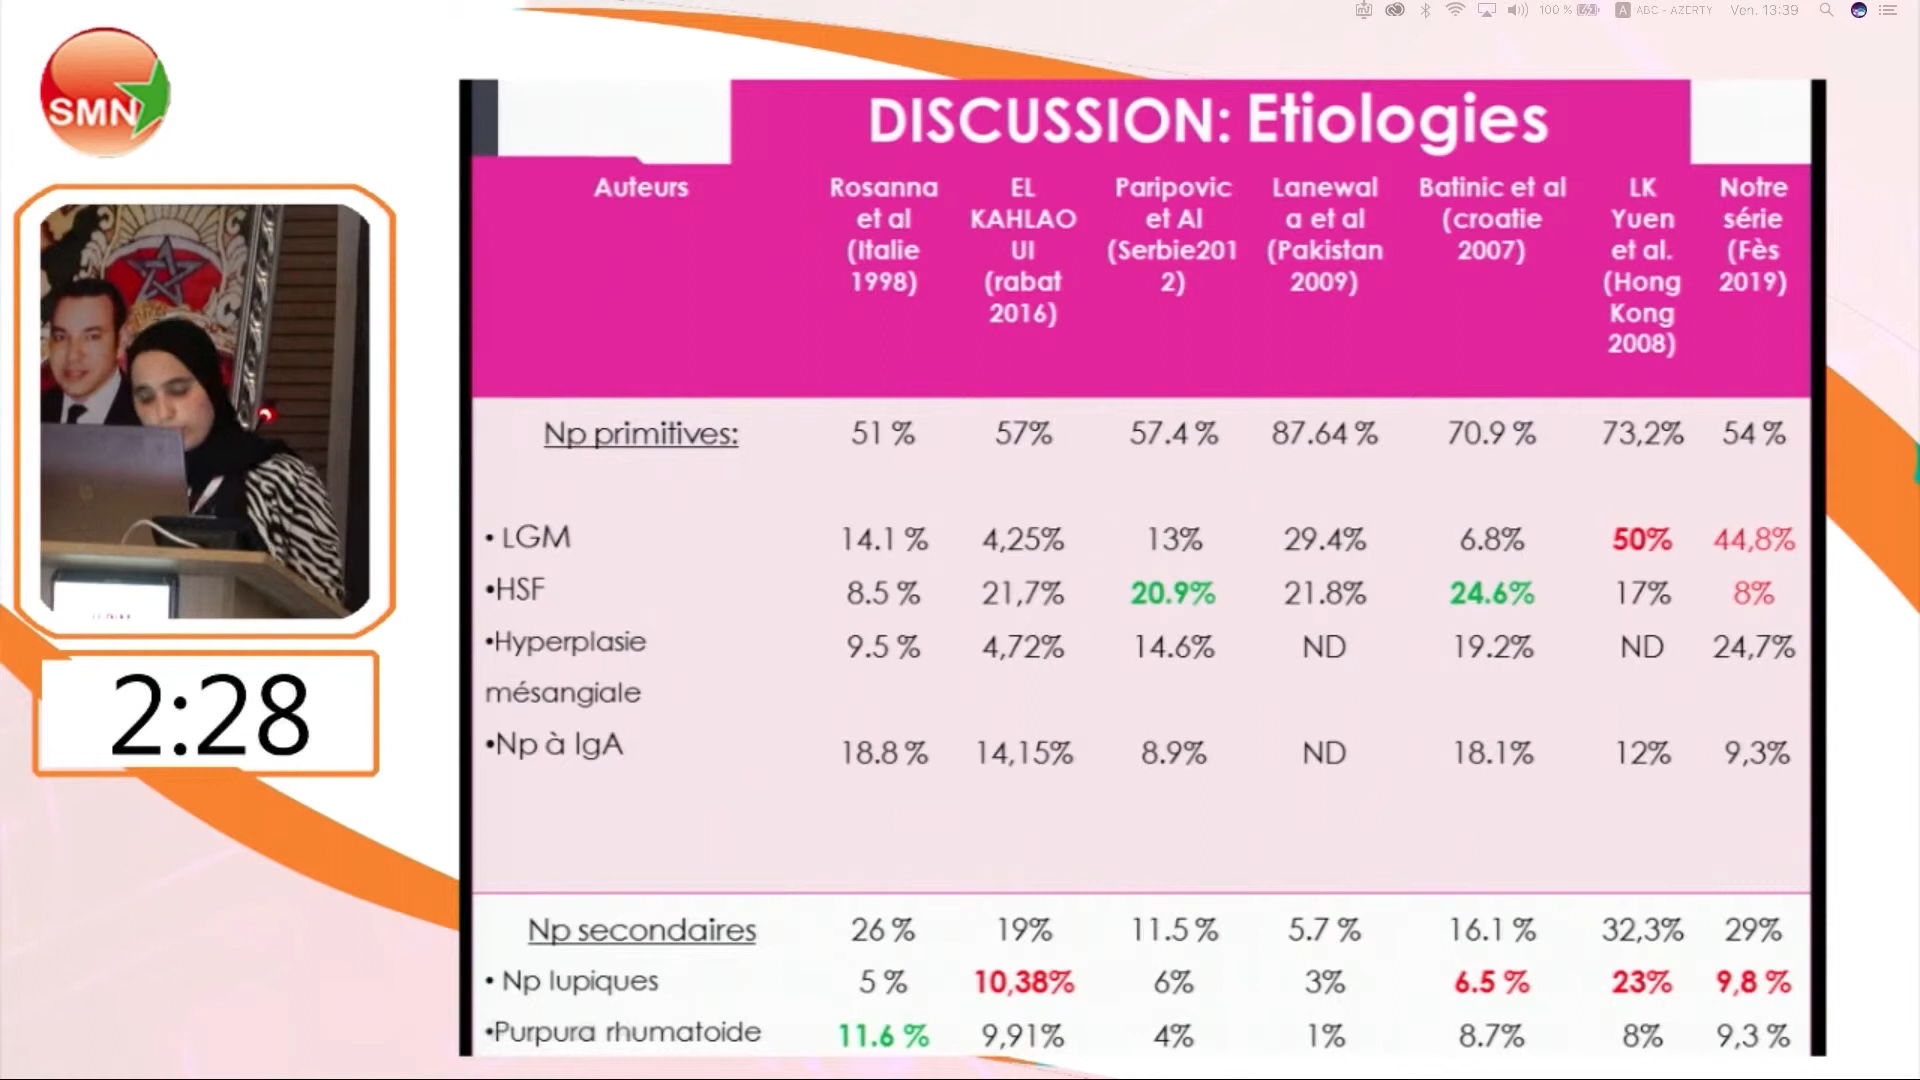 100 % ABC - AZERTY Ven. 13:39
SMN
DISCUSSION: Etiologies
Auteurs
Rosanna et al (Italie 1998)
EL KAHLAO UI (rabat 2016)
Paripovic et Al (Serbie201 2)
Lanewal a et al (Pakistan 2009)
Batinic et al (croatie 2007)
LK Yuen et al. (Hong Kong 2008)
Notre série (Fès 2019)
Np primitives: 51 % 57% 57.4 % 87.64 % 70.9 % 73,2% 54 %
• LGM 14.1 % 4,25% 13% 29.4% 6.8% 50% 44,8%
•HSF 8.5 % 21,7% 20.9% 21.8% 24.6% 17% 8%
•Hyperplasie mésangiale 9.5 % 4,72% 14.6% ND 19.2% ND 24,7%
•Np à IgA 18.8 % 14,15% 8.9% ND 18.1% 12% 9,3%
Np secondaires 26 % 19% 11.5 % 5.7 % 16.1 % 32,3% 29%
• Np lupiques 5 % 10,38% 6% 3% 6.5 % 23% 9,8 %
•Purpura rhumatoide 11.6 % 9,91% 4% 1% 8.7% 8% 9,3 %
2:28